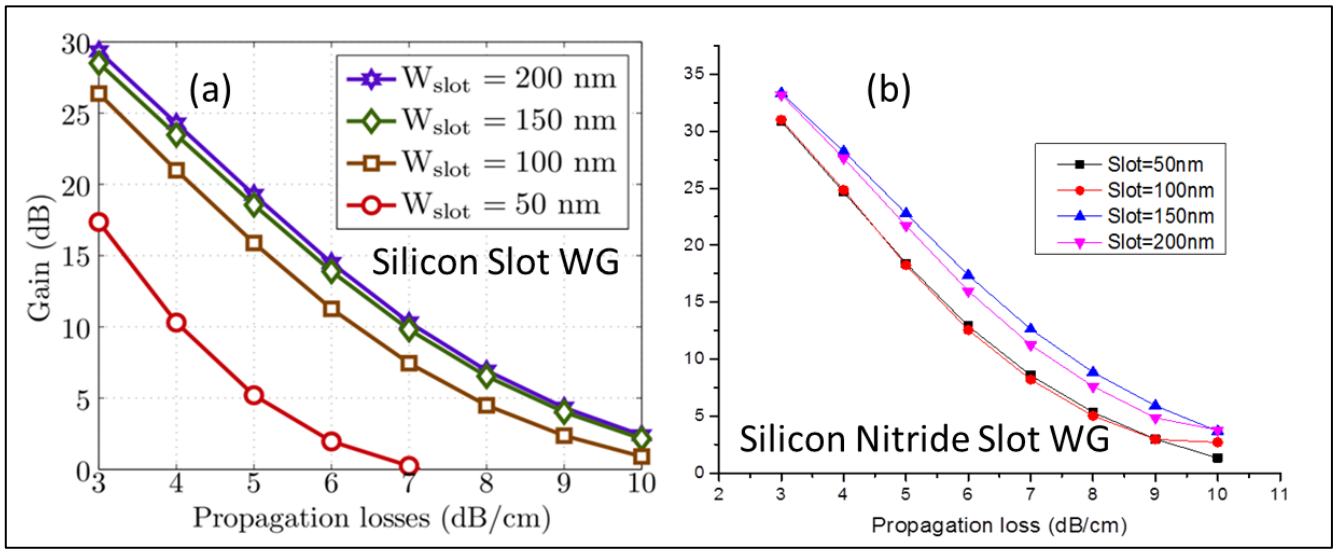 (a)
W_slot = 200 nm
W_slot = 150 nm
W_slot = 100 nm
W_slot = 50 nm
Silicon Slot WG
Gain (dB)
30
25
20
15
10
5
0
3 4 5 6 7 8 9 10
Propagation losses (dB/cm)
(b)
Slot=50nm
Slot=100nm
Slot=150nm
Slot=200nm
Silicon Nitride Slot WG
35
30
25
20
15
10
5
0
2 3 4 5 6 7 8 9 10 11
Propagation loss (dB/cm)